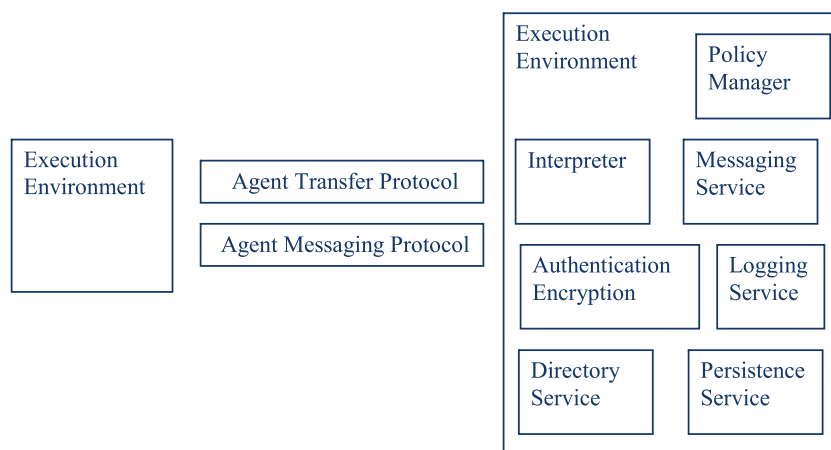 Execution
Environment
Agent Transfer Protocol
Agent Messaging Protocol
Execution
Environment
Policy
Manager
Interpreter
Messaging
Service
Authentication
Encryption
Logging
Service
Directory
Service
Persistence
Service